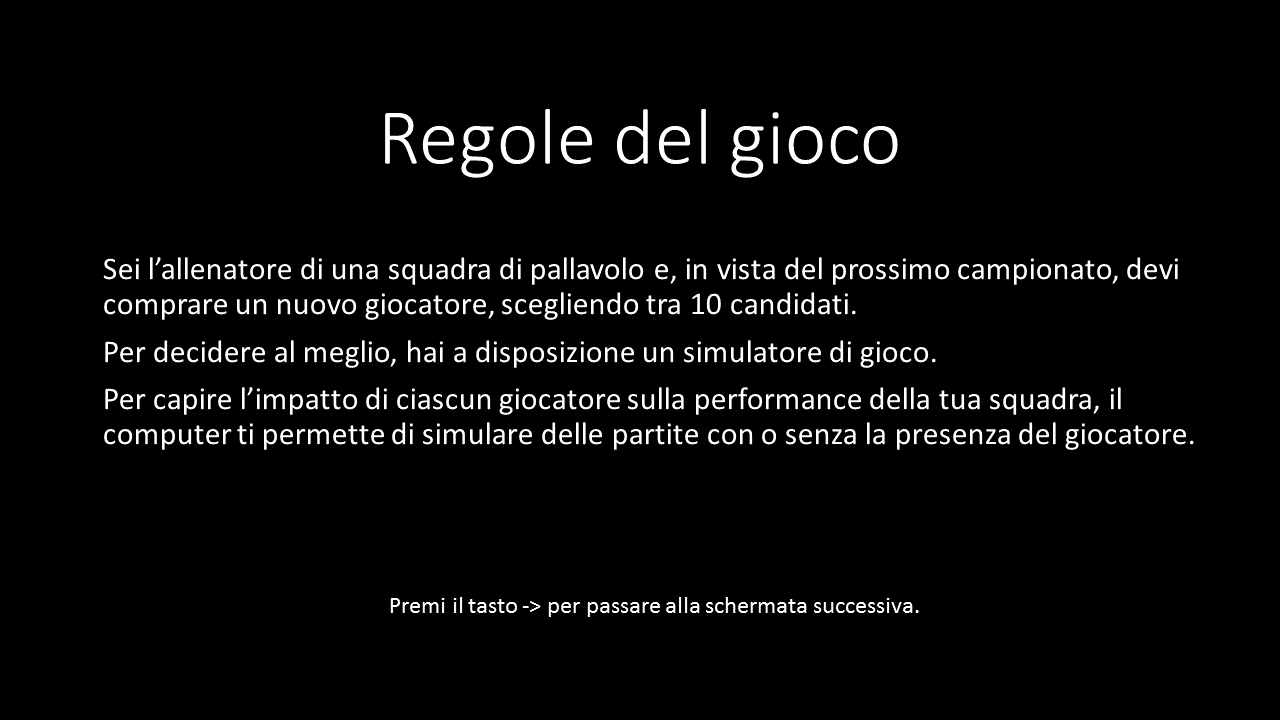 Regole del gioco
Sei l’allenatore di una squadra di pallavolo e, in vista del prossimo campionato, devi
comprare un nuovo giocatore, scegliendo tra 10 candidati.
Per decidere al meglio, hai a disposizione un simulatore di gioco.
Per capire l’impatto di ciascun giocatore sulla performance della tua squadra, il
computer ti permette di simulare delle partite con o senza la presenza del giocatore.
Premi il tasto -> per passare alla schermata successiva.